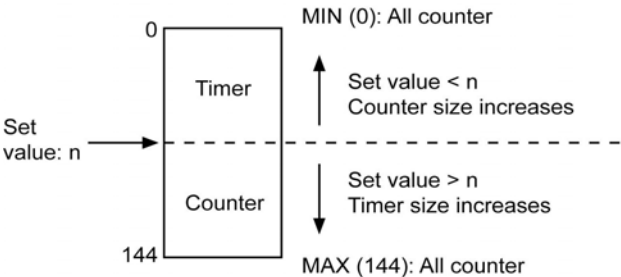 MIN (0): All counter
0
Timer
Set value < n
Counter size increases
Set
value: n
Set value > n
Timer size increases
Counter
144
MAX (144): All counter